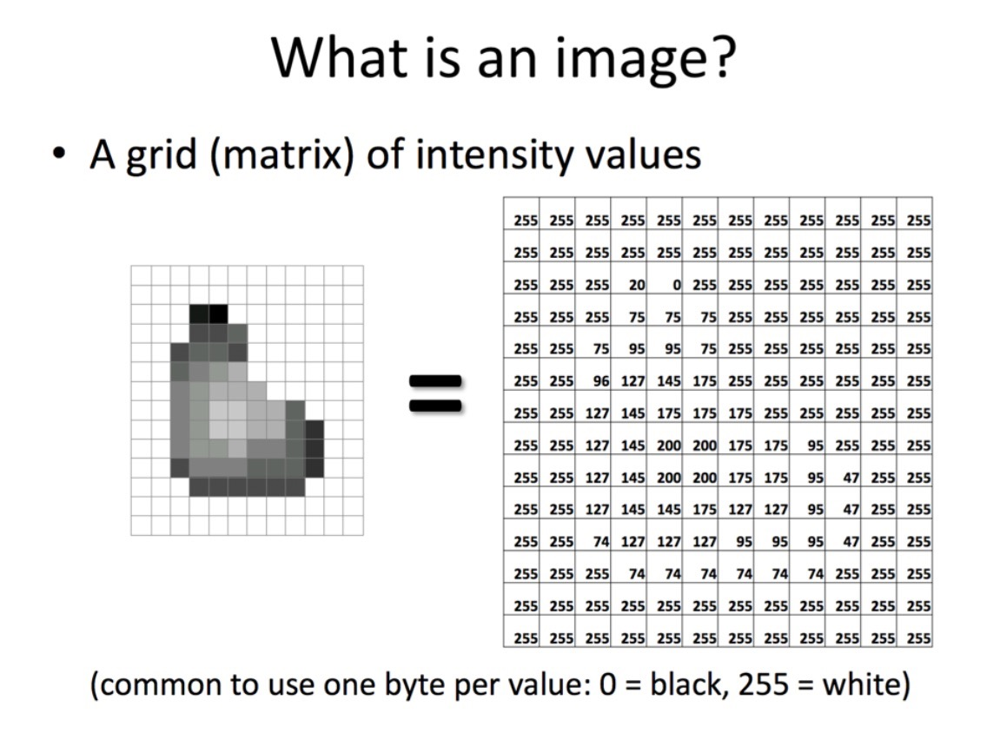 What is an image?
• A grid (matrix) of intensity values
255 255 255 255 255 255 255 255 255 255 255 255
255 255 255 255 255 255 255 255 255 255 255 255
255 255 255 20 0 255 255 255 255 255 255 255
255 255 255 75 75 75 255 255 255 255 255 255
255 255 75 95 95 75 255 255 255 255 255 255
255 255 96 127 145 175 255 255 255 255 255 255
255 255 127 145 175 175 175 255 255 255 255 255
255 255 127 145 200 200 175 175 95 255 255 255
255 255 127 145 200 200 175 175 95 47 255 255
255 255 127 145 145 175 127 127 95 47 255 255
255 255 74 127 127 127 95 95 95 47 255 255
255 255 255 74 74 74 74 74 74 255 255 255
255 255 255 255 255 255 255 255 255 255 255 255
255 255 255 255 255 255 255 255 255 255 255 255
=
(common to use one byte per value: 0 = black, 255 = white)